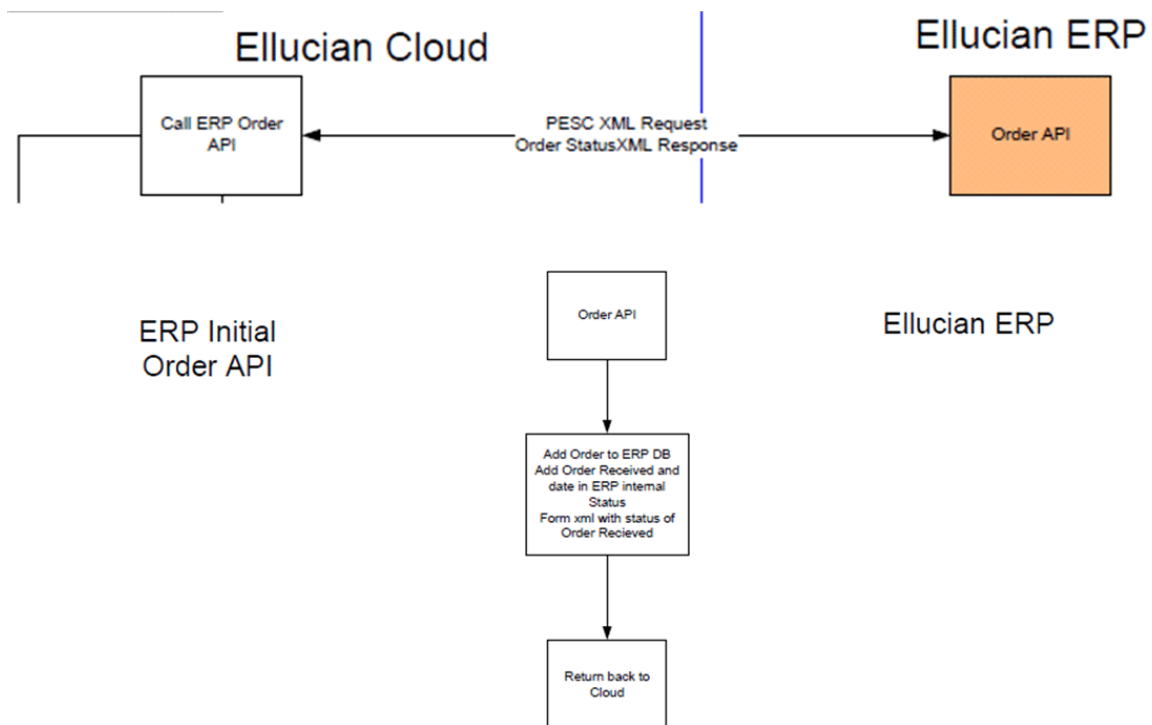 Ellucian Cloud
Ellucian ERP
Call ERP Order
API
PESC XML Request
Order StatusXML Response
Order API
ERP Initial
Order API
Order API
Ellucian ERP
Add Order to ERP DB
Add Order Received and
date in ERP internal
Status
Form xml with status of
Order Recieved
Return back to
Cloud